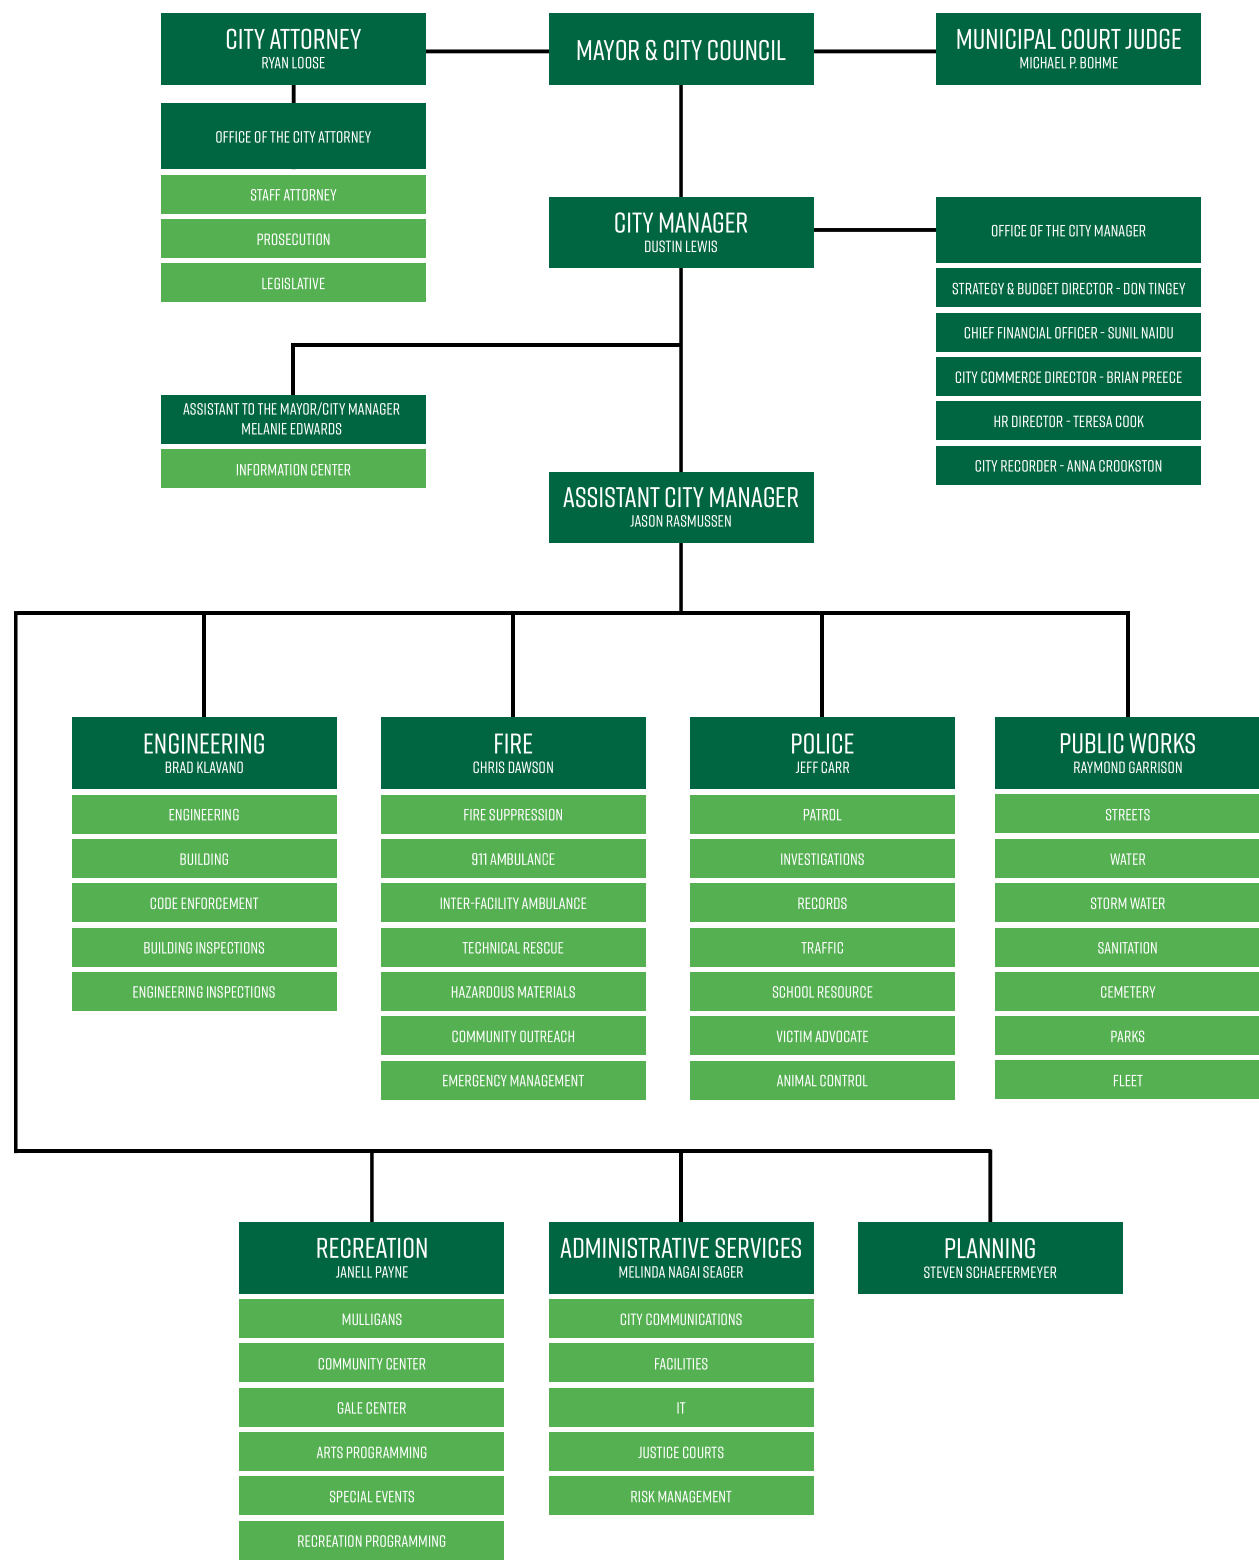 CITY ATTORNEY
RYAN LOOSE
MAYOR & CITY COUNCIL
MUNICIPAL COURT JUDGE
MICHAEL P. BOHME
OFFICE OF THE CITY ATTORNEY
STAFF ATTORNEY
PROSECUTION
LEGISLATIVE
CITY MANAGER
DUSTIN LEWIS
OFFICE OF THE CITY MANAGER
STRATEGY & BUDGET DIRECTOR - DON TINGEY
CHIEF FINANCIAL OFFICER - SUNIL NAIDU
CITY COMMERCE DIRECTOR - BRIAN PREECE
HR DIRECTOR - TERESA COOK
CITY RECORDER - ANNA CROOKSTON
ASSISTANT TO THE MAYOR/CITY MANAGER
MELANIE EDWARDS
INFORMATION CENTER
ASSISTANT CITY MANAGER
JASON RASMUSSEN
ENGINEERING
BRAD KLAVANO
ENGINEERING
BUILDING
CODE ENFORCEMENT
BUILDING INSPECTIONS
ENGINEERING INSPECTIONS
FIRE
CHRIS DAWSON
FIRE SUPPRESSION
911 AMBULANCE
INTER-FACILITY AMBULANCE
TECHNICAL RESCUE
HAZARDOUS MATERIALS
COMMUNITY OUTREACH
EMERGENCY MANAGEMENT
POLICE
JEFF CARR
PATROL
INVESTIGATIONS
RECORDS
TRAFFIC
SCHOOL RESOURCE
VICTIM ADVOCATE
ANIMAL CONTROL
PUBLIC WORKS
RAYMOND GARRISON
STREETS
WATER
STORM WATER
SANITATION
CEMETERY
PARKS
FLEET
RECREATION
JANELL PAYNE
MULLIGANS
COMMUNITY CENTER
GALE CENTER
ARTS PROGRAMMING
SPECIAL EVENTS
RECREATION PROGRAMMING
ADMINISTRATIVE SERVICES
MELINDA NAGAI SEAGER
CITY COMMUNICATIONS
FACILITIES
IT
JUSTICE COURTS
RISK MANAGEMENT
PLANNING
STEVEN SCHAEFERMEYER